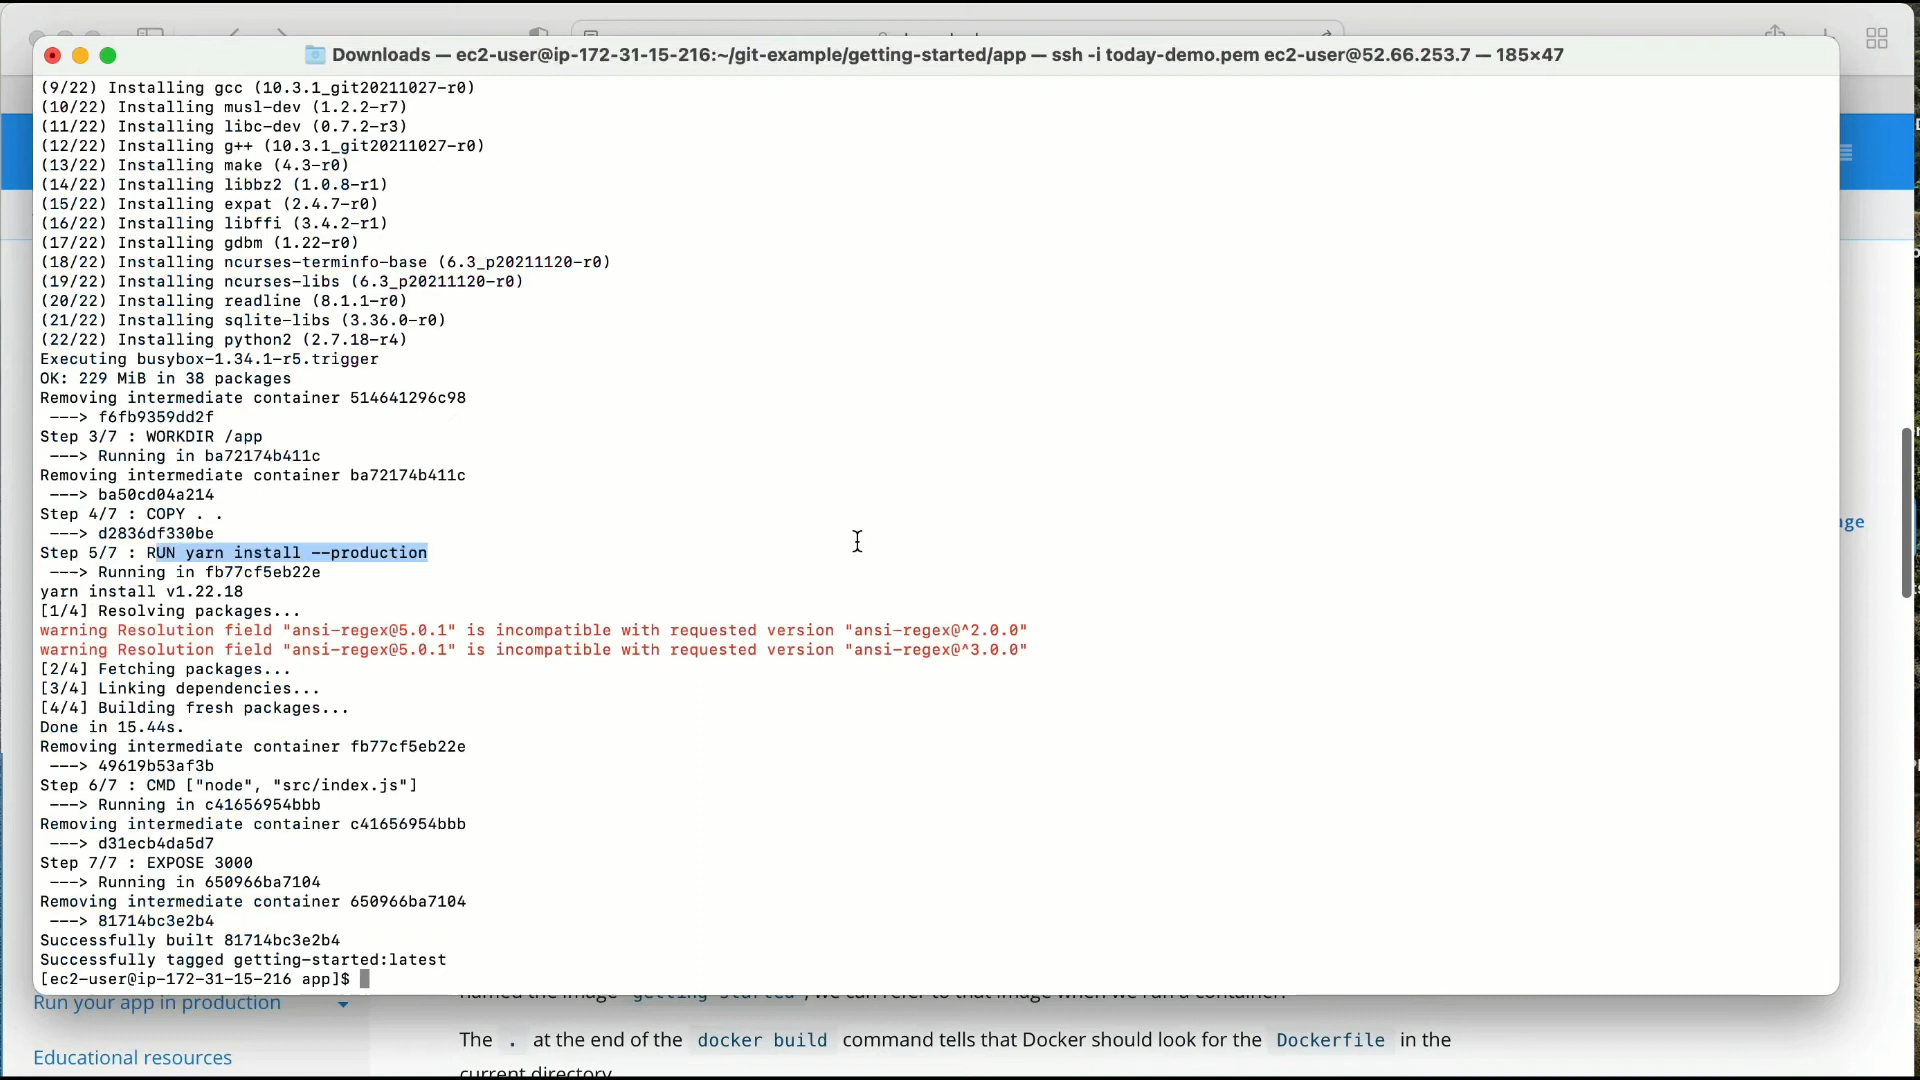 Downloads — ec2-user@ip-172-31-15-216:~/git-example/getting-started/app — ssh -i today-demo.pem ec2-user@52.66.253.7 — 185×47
(9/22) Installing gcc (10.3.1_git20211027-r0)
(10/22) Installing musl-dev (1.2.2-r7)
(11/22) Installing libc-dev (0.7.2-r3)
(12/22) Installing g++ (10.3.1_git20211027-r0)
(13/22) Installing make (4.3-r0)
(14/22) Installing libbz2 (1.0.8-r1)
(15/22) Installing expat (2.4.7-r0)
(16/22) Installing libffi (3.4.2-r1)
(17/22) Installing gdbm (1.22-r0)
(18/22) Installing ncurses-terminfo-base (6.3_p20211120-r0)
(19/22) Installing ncurses-libs (6.3_p20211120-r0)
(20/22) Installing readline (8.1.1-r0)
(21/22) Installing sqlite-libs (3.36.0-r0)
(22/22) Installing python2 (2.7.18-r4)
Executing busybox-1.34.1-r5.trigger
OK: 229 MiB in 38 packages
Removing intermediate container 514641296c98
---> f6fb9359dd2f
Step 3/7 : WORKDIR /app
---> Running in ba72174b411c
Removing intermediate container ba72174b411c
---> ba50cd04a214
Step 4/7 : COPY . .
---> d2836df330be
Step 5/7 : RUN yarn install --production
---> Running in fb77cf5eb22e
yarn install v1.22.18
[1/4] Resolving packages...
warning Resolution field "ansi-regex@5.0.1" is incompatible with requested version "ansi-regex@^2.0.0"
warning Resolution field "ansi-regex@5.0.1" is incompatible with requested version "ansi-regex@^3.0.0"
[2/4] Fetching packages...
[3/4] Linking dependencies...
[4/4] Building fresh packages...
Done in 15.44s.
Removing intermediate container fb77cf5eb22e
---> 49619b53af3b
Step 6/7 : CMD ["node", "src/index.js"]
---> Running in c41656954bbb
Removing intermediate container c41656954bbb
---> d31ecb4da5d7
Step 7/7 : EXPOSE 3000
---> Running in 650966ba7104
Removing intermediate container 650966ba7104
---> 81714bc3e2b4
Successfully built 81714bc3e2b4
Successfully tagged getting-started:latest
[ec2-user@ip-172-31-15-216 app]$
Run your app in production
Educational resources
The . at the end of the docker build command tells that Docker should look for the Dockerfile in the
current directory.